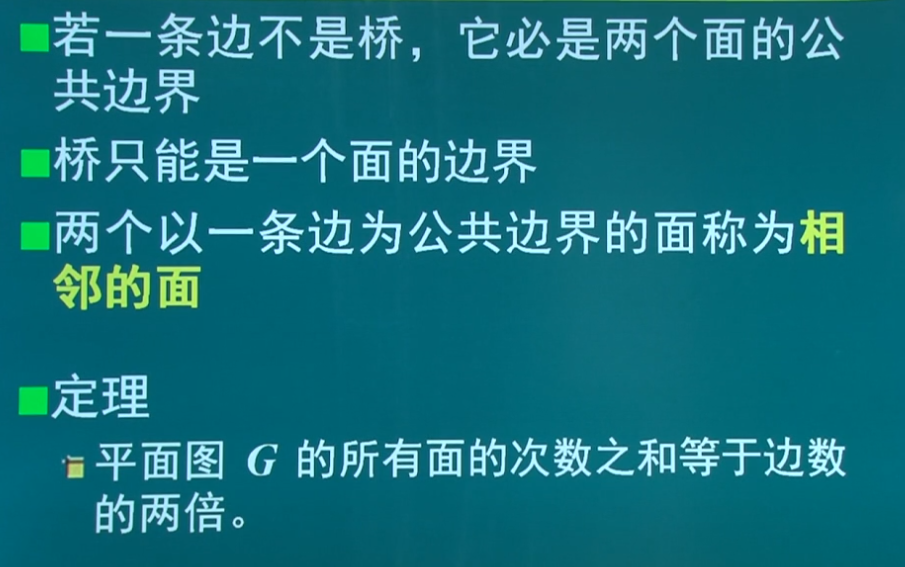 若一条边不是桥，它必是两个面的公
共边界
桥只能是一个面的边界
两个以一条边为公共边界的面称为相
邻的面
定理
平面图 G 的所有面的次数之和等于边数
的两倍。